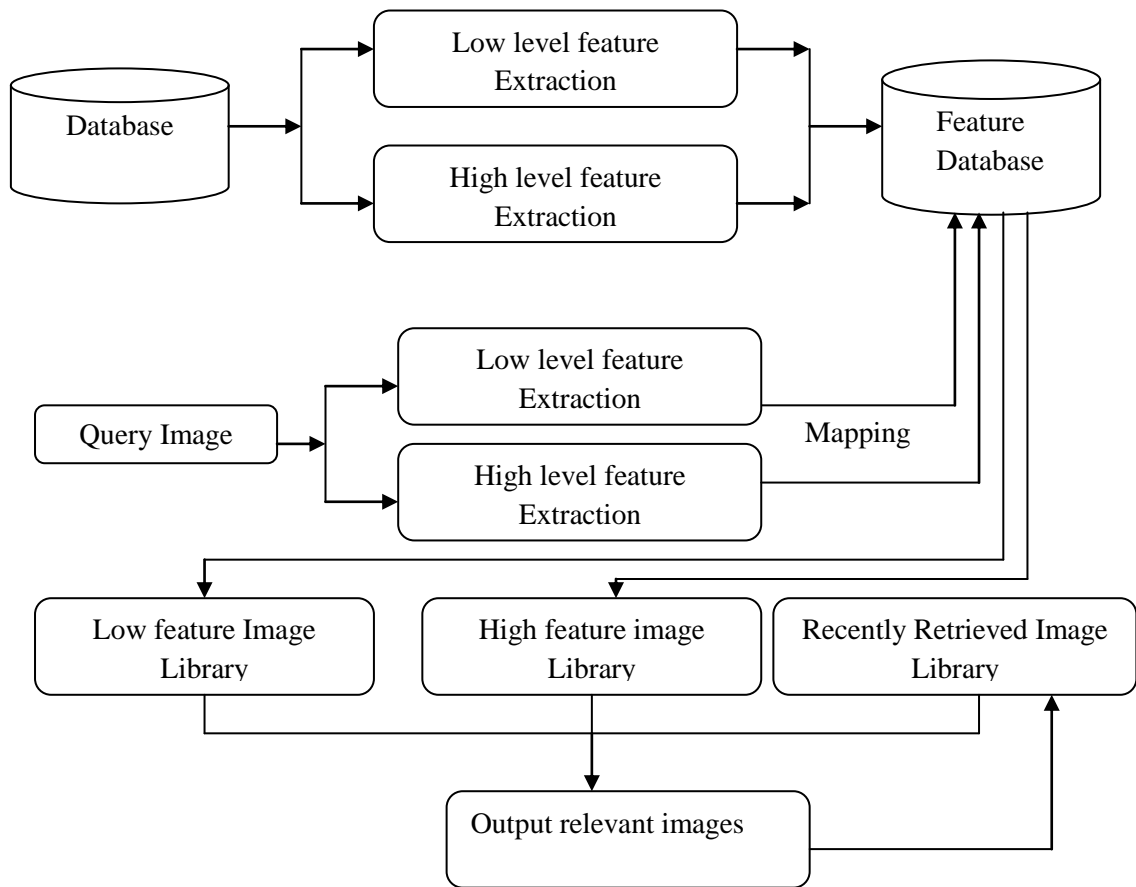 Low level feature
Extraction
Database
Feature
Database
High level feature
Extraction
Low level feature
Extraction
Query Image
Mapping
High level feature
Extraction
Low feature Image
Library
High feature image
Library
Recently Retrieved Image
Library
Output relevant images